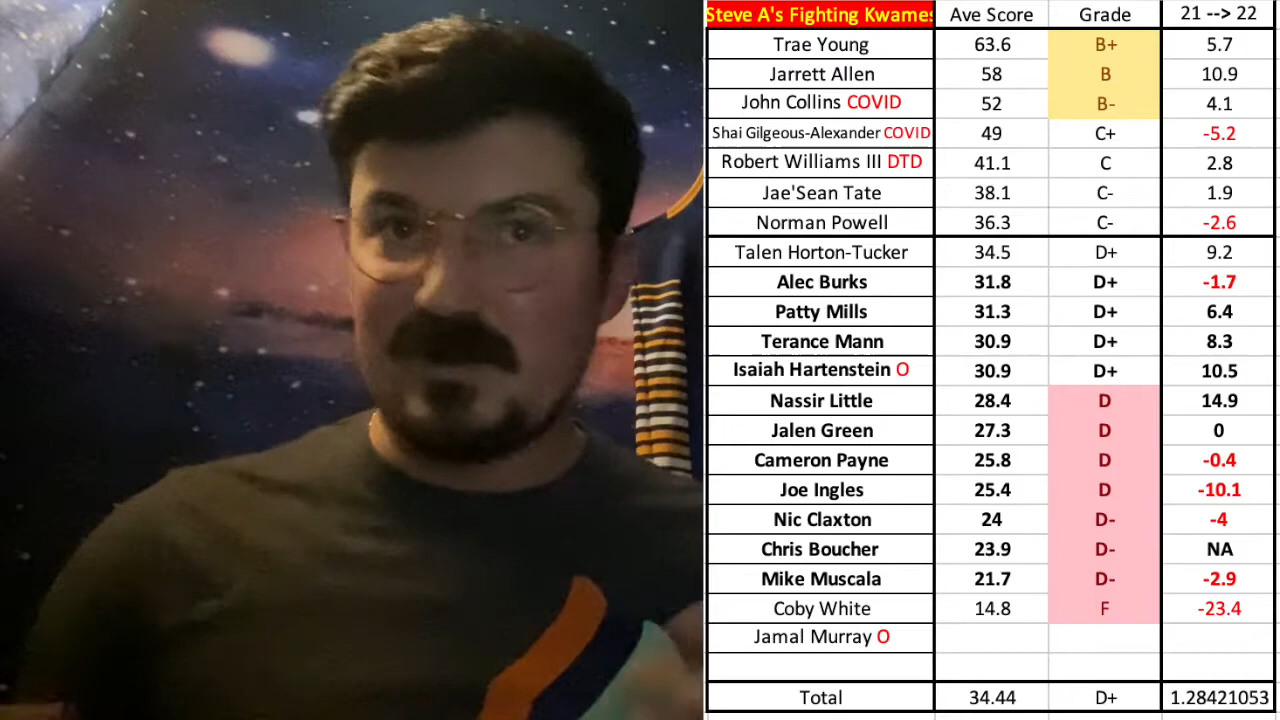 Steve A's Fighting Kwames Ave Score Grade 21 --> 22
Trae Young 63.6 B+ 5.7
Jarrett Allen 58 B 10.9
John Collins COVID 52 B- 4.1
Shai Gilgeous-Alexander COVID 49 C+ -5.2
Robert Williams III DTD 41.1 C 2.8
Jae'Sean Tate 38.1 C- 1.9
Norman Powell 36.3 C- -2.6
Talen Horton-Tucker 34.5 D+ 9.2
Alec Burks 31.8 D+ -1.7
Patty Mills 31.3 D+ 6.4
Terance Mann 30.9 D+ 8.3
Isaiah Hartenstein O 30.9 D+ 10.5
Nassir Little 28.4 D 14.9
Jalen Green 27.3 D 0
Cameron Payne 25.8 D -0.4
Joe Ingles 25.4 D -10.1
Nic Claxton 24 D- -4
Chris Boucher 23.9 D- NA
Mike Muscala 21.7 D- -2.9
Coby White 14.8 F -23.4
Jamal Murray O
Total 34.44 D+ 1.28421053